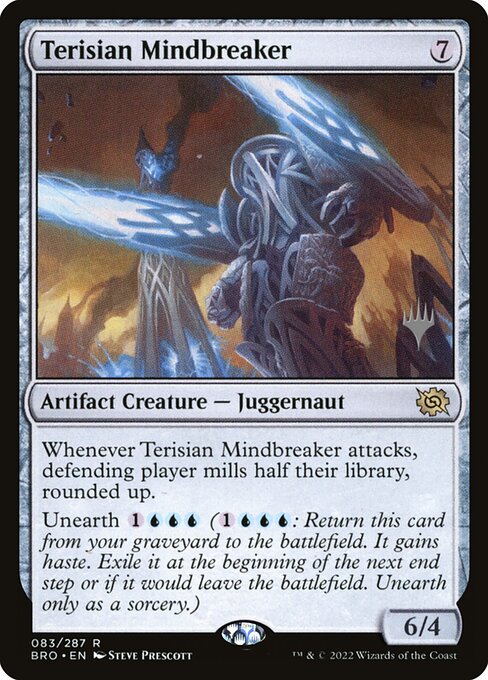 Terisian Mindbreaker 7
Artifact Creature — Juggernaut
Whenever Terisian Mindbreaker attacks,
defending player mills half their library,
rounded up.
Unearth 1 (1 : Return this card
from your graveyard to the battlefield. It gains
haste. Exile it at the beginning of the next end
step or if it would leave the battlefield. Unearth
only as a sorcery.)
6/4
083/287 R
BRO • EN Steve Prescott
™ & © 2022 Wizards of the Coast